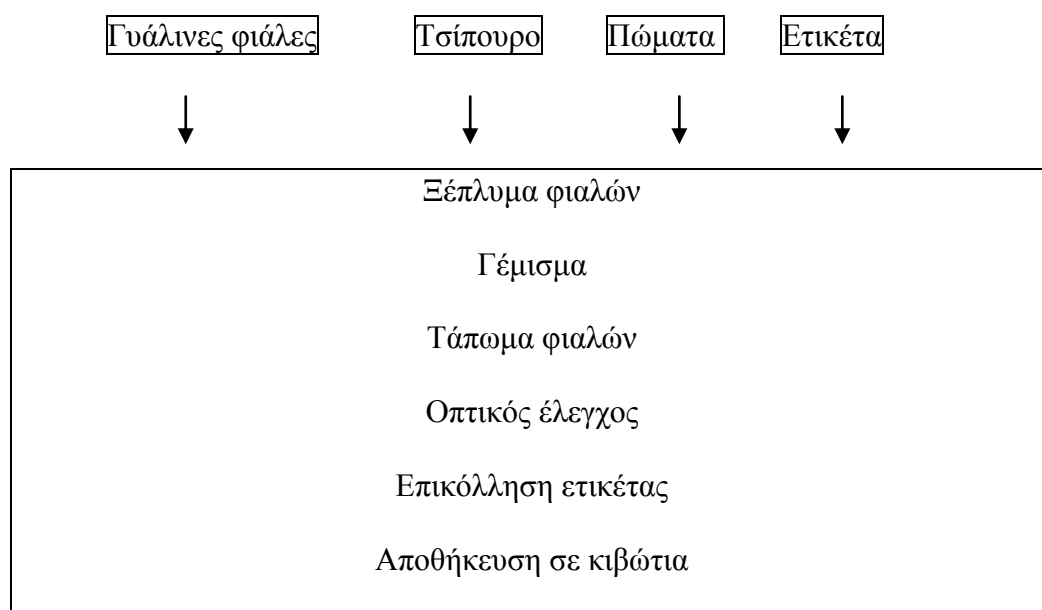 Γυάλινες φιάλες Τσίπουρο Πώματα Ετικέτα
Ξέπλυμα φιαλών
Γέμισμα
Τάπωμα φιαλών
Οπτικός έλεγχος
Επικόλληση ετικέτας
Αποθήκευση σε κιβώτια